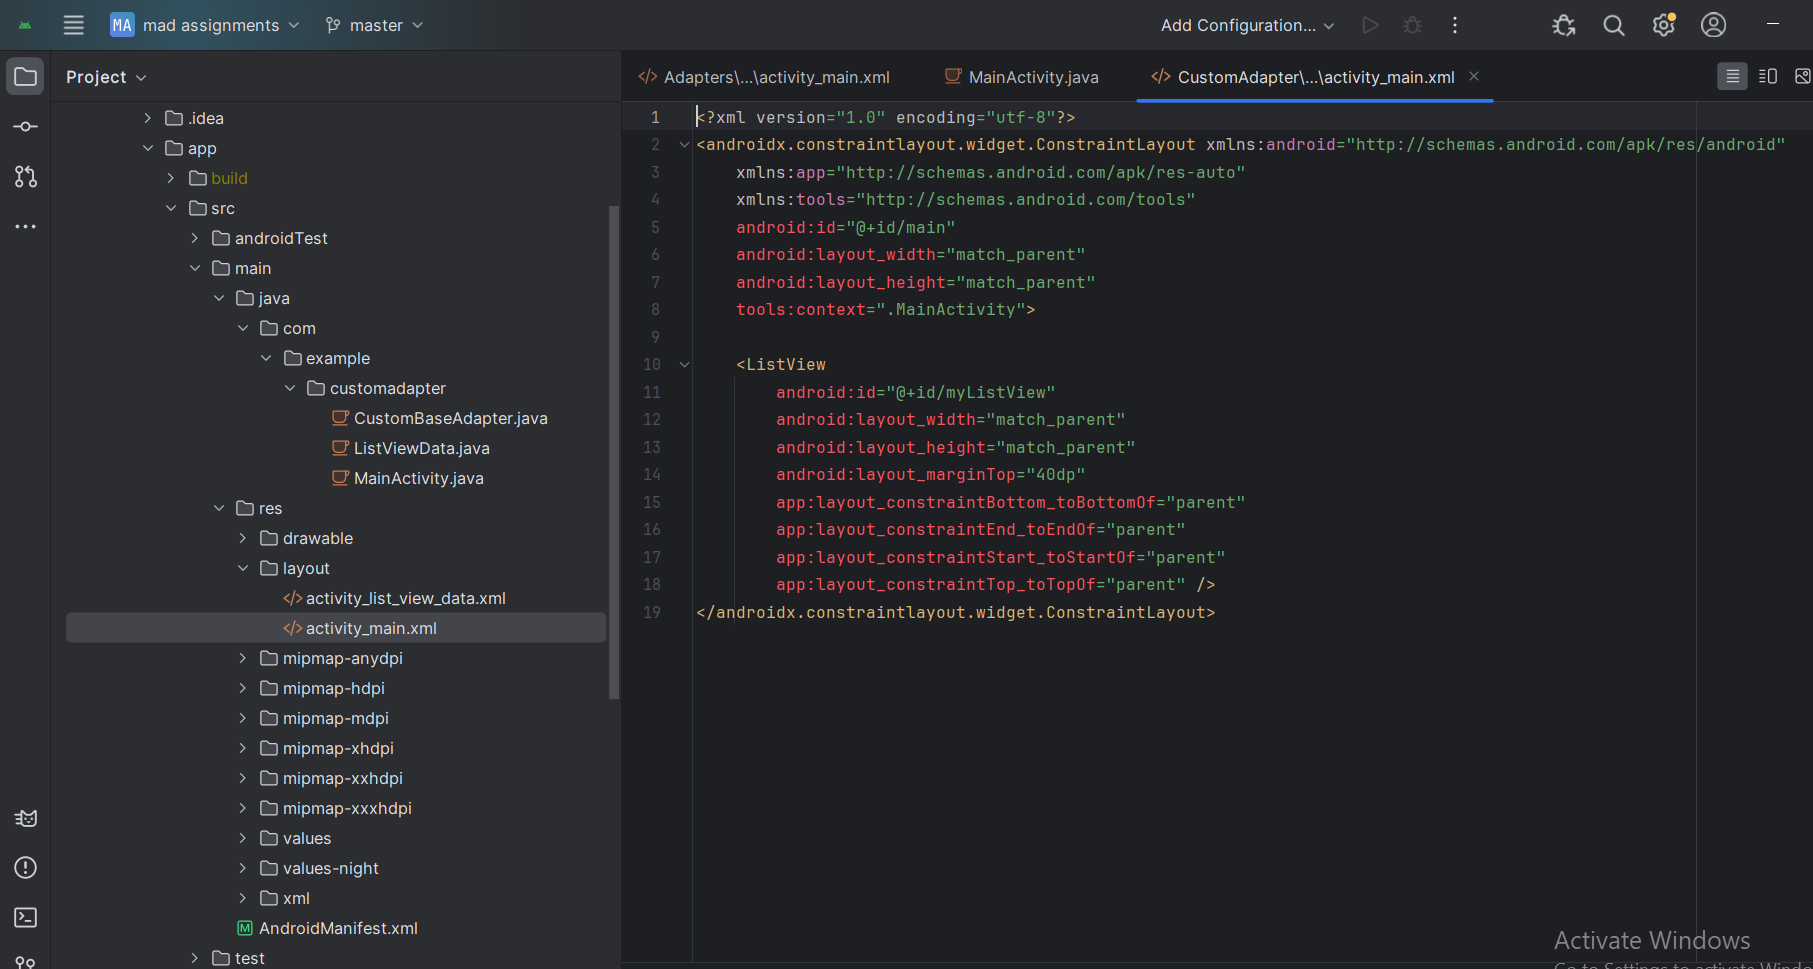 MA mad assignments master Add Configuration...
Project
.idea
app
build
src
androidTest
main
java
com
example
customadapter
CustomBaseAdapter.java
ListViewData.java
MainActivity.java
res
drawable
layout
activity_list_view_data.xml
activity_main.xml
mipmap-anydpi
mipmap-hdpi
mipmap-mdpi
mipmap-xhdpi
mipmap-xxhdpi
mipmap-xxxhdpi
values
values-night
xml
M AndroidManifest.xml
test
Adapters\...\activity_main.xml MainActivity.java CustomAdapter\...\activity_main.xml
1 <?xml version="1.0" encoding="utf-8"?>
2 <androidx.constraintlayout.widget.ConstraintLayout xmlns:android="http://schemas.android.com/apk/res/android"
3 xmlns:app="http://schemas.android.com/apk/res-auto"
4 xmlns:tools="http://schemas.android.com/tools"
5 android:id="@+id/main"
6 android:layout_width="match_parent"
7 android:layout_height="match_parent"
8 tools:context=".MainActivity">
9
10 <ListView
11 android:id="@+id/myListView"
12 android:layout_width="match_parent"
13 android:layout_height="match_parent"
14 android:layout_marginTop="40dp"
15 app:layout_constraintBottom_toBottomOf="parent"
16 app:layout_constraintEnd_toEndOf="parent"
17 app:layout_constraintStart_toStartOf="parent"
18 app:layout_constraintTop_toTopOf="parent" />
19 </androidx.constraintlayout.widget.ConstraintLayout>
Activate Windows